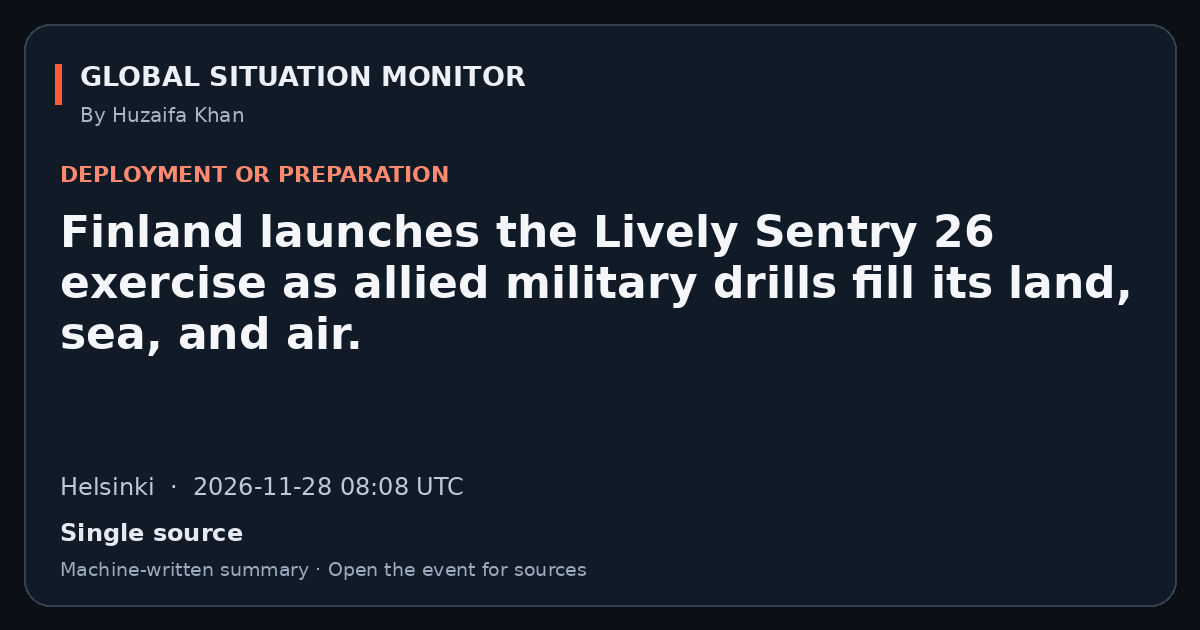 GLOBAL SITUATION MONITOR
By Huzaifa Khan
DEPLOYMENT OR PREPARATION
Finland launches the Lively Sentry 26
exercise as allied military drills fill its land,
sea, and air.
Helsinki · 2026-11-28 08:08 UTC
Single source
Machine-written summary · Open the event for sources